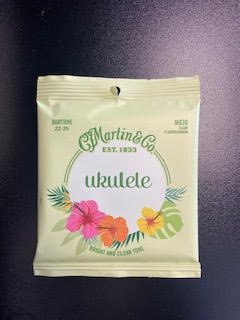 BARITONE
22-35
M630
CLEAR
FLUOROCARBON
C.F. Martin & Co.
EST. 1833
ukulele
BRIGHT AND CLEAR TONE